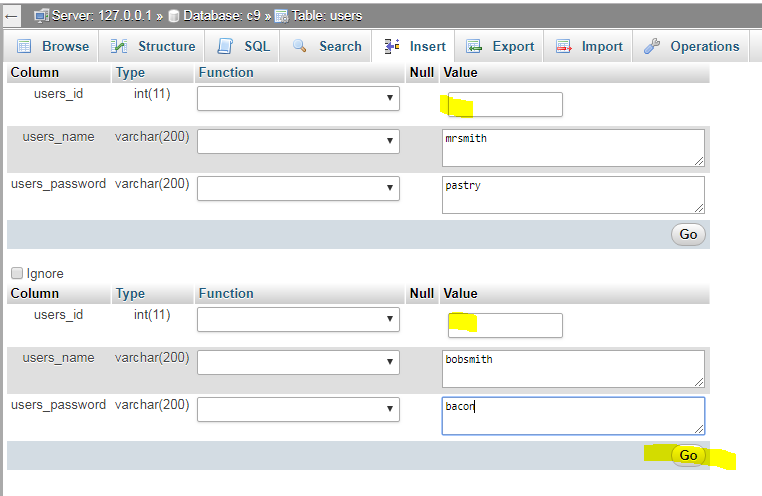 ← Server: 127.0.0.1 » Database: c9 » Table: users
Browse Structure SQL Search Insert Export Import Operations
Column Type Function Null Value
users_id int(11)
users_name varchar(200) mrsmith
users_password varchar(200) pastry
Go
Ignore
Column Type Function Null Value
users_id int(11)
users_name varchar(200) bobsmith
users_password varchar(200) bacon
Go